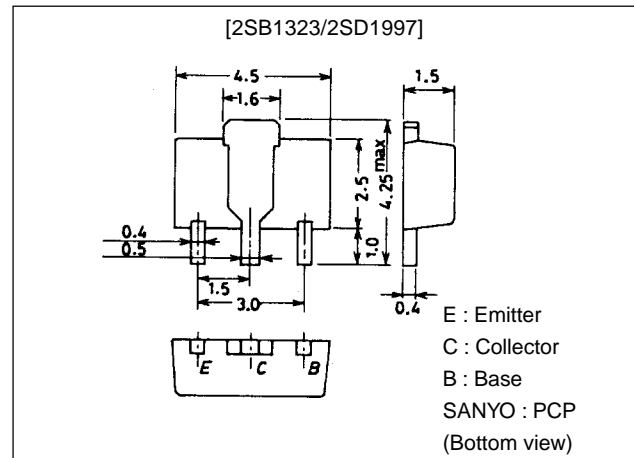 [2SB1323/2SD1997]
4.5
1.6
1.5
2.5
4.25max
1.0
0.4
0.5
1.5
3.0
0.4
E C B
E : Emitter
C : Collector
B : Base
SANYO : PCP
(Bottom view)